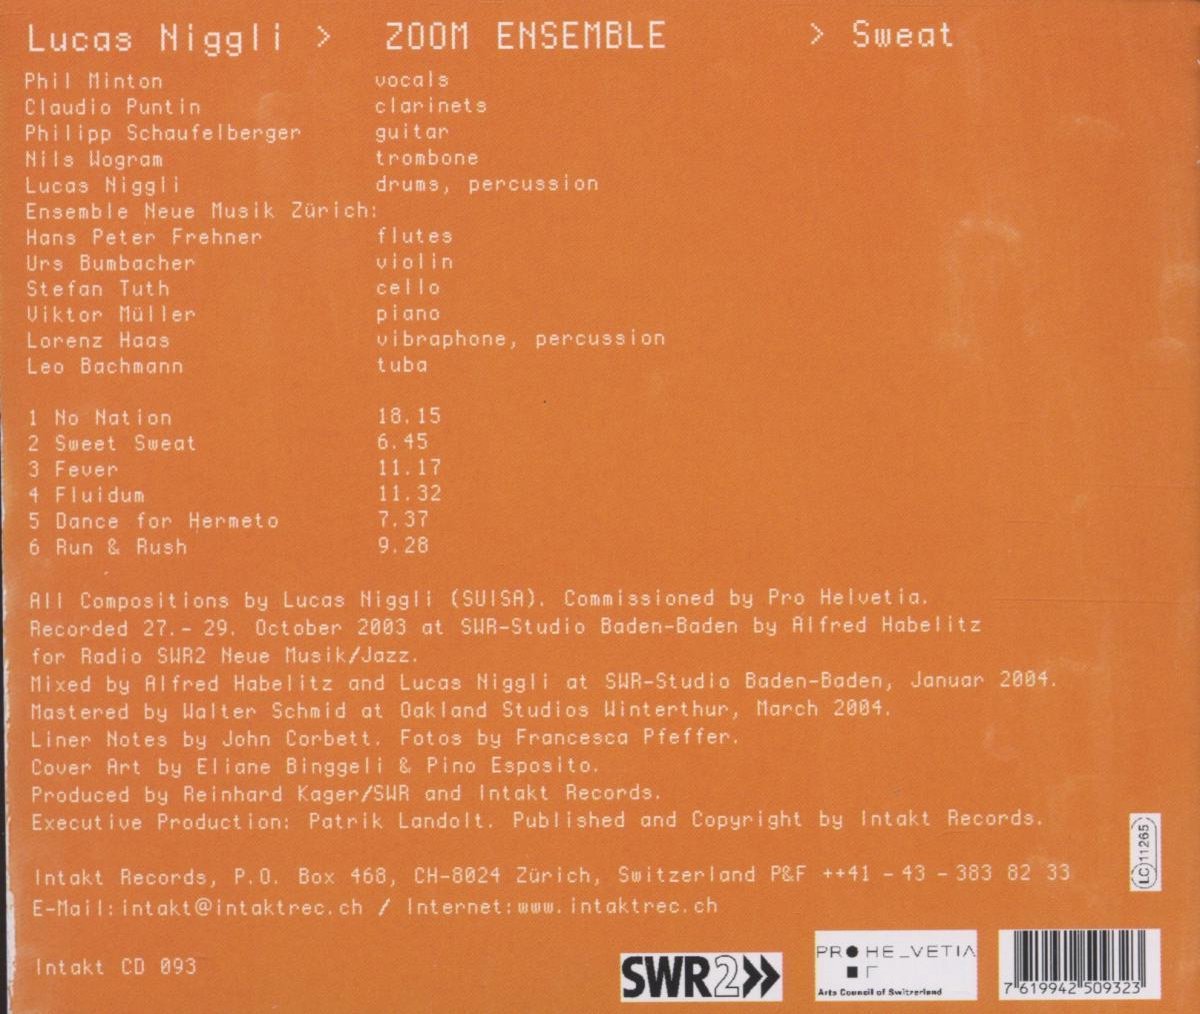 Lucas Niggli > ZOOM ENSEMBLE > Sweat
Phil Minton vocals
Claudio Puntin clarinets
Philipp Schaufelberger guitar
Nils Wogram trombone
Lucas Niggli drums, percussion
Ensemble Neue Musik Zürich:
Hans Peter Frehner flutes
Urs Bumbacher violin
Stefan Tuth cello
Viktor Müller piano
Lorenz Haas vibraphone, percussion
Leo Bachmann tuba
1 No Nation 18.15
2 Sweet Sweat 6.45
3 Fever 11.17
4 Fluidum 11.32
5 Dance for Hermeto 7.37
6 Run & Rush 9.28
All Compositions by Lucas Niggli (SUISA). Commissioned by Pro Helvetia.
Recorded 27.- 29. October 2003 at SWR-Studio Baden-Baden by Alfred Habelitz
for Radio SWR2 Neue Musik/Jazz.
Mixed by Alfred Habelitz and Lucas Niggli at SWR-Studio Baden-Baden, Januar 2004.
Mastered by Walter Schmid at Oakland Studios Winterthur, March 2004.
Liner Notes by John Corbett. Fotos by Francesca Pfeffer.
Cover Art by Eliane Binggeli & Pino Esposito.
Produced by Reinhard Kager/SWR and Intakt Records.
Executive Production: Patrik Landolt. Published and Copyright by Intakt Records.
LC 11265
Intakt Records, P.O. Box 468, CH-8024 Zürich, Switzerland P&F ++41 - 43 - 383 82 33
E-Mail:intakt@intaktrec.ch / Internet:www.intaktrec.ch
Intakt CD 093
SWR2
PRO HELVETIA
Arts Council of Switzerland
7 619942 509323